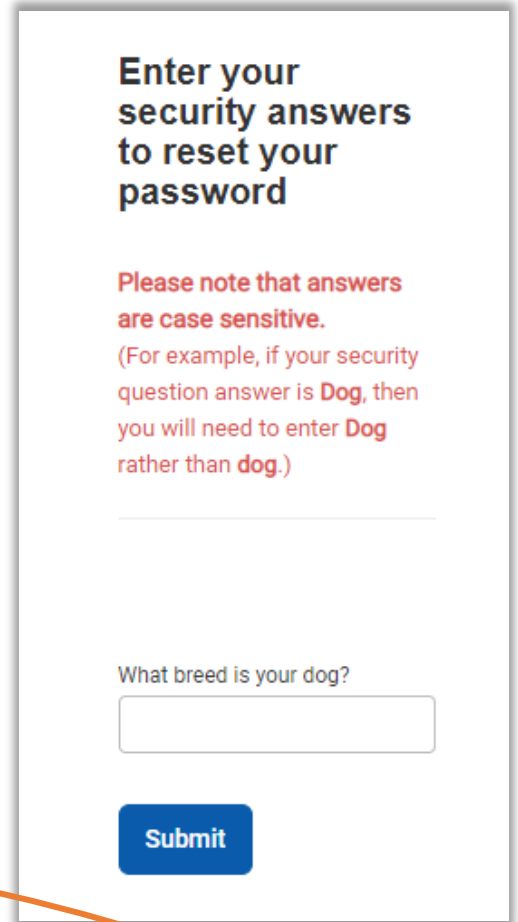 Enter your
security answers
to reset your
password
Please note that answers
are case sensitive.
(For example, if your security
question answer is Dog, then
you will need to enter Dog
rather than dog.)
What breed is your dog?
Submit